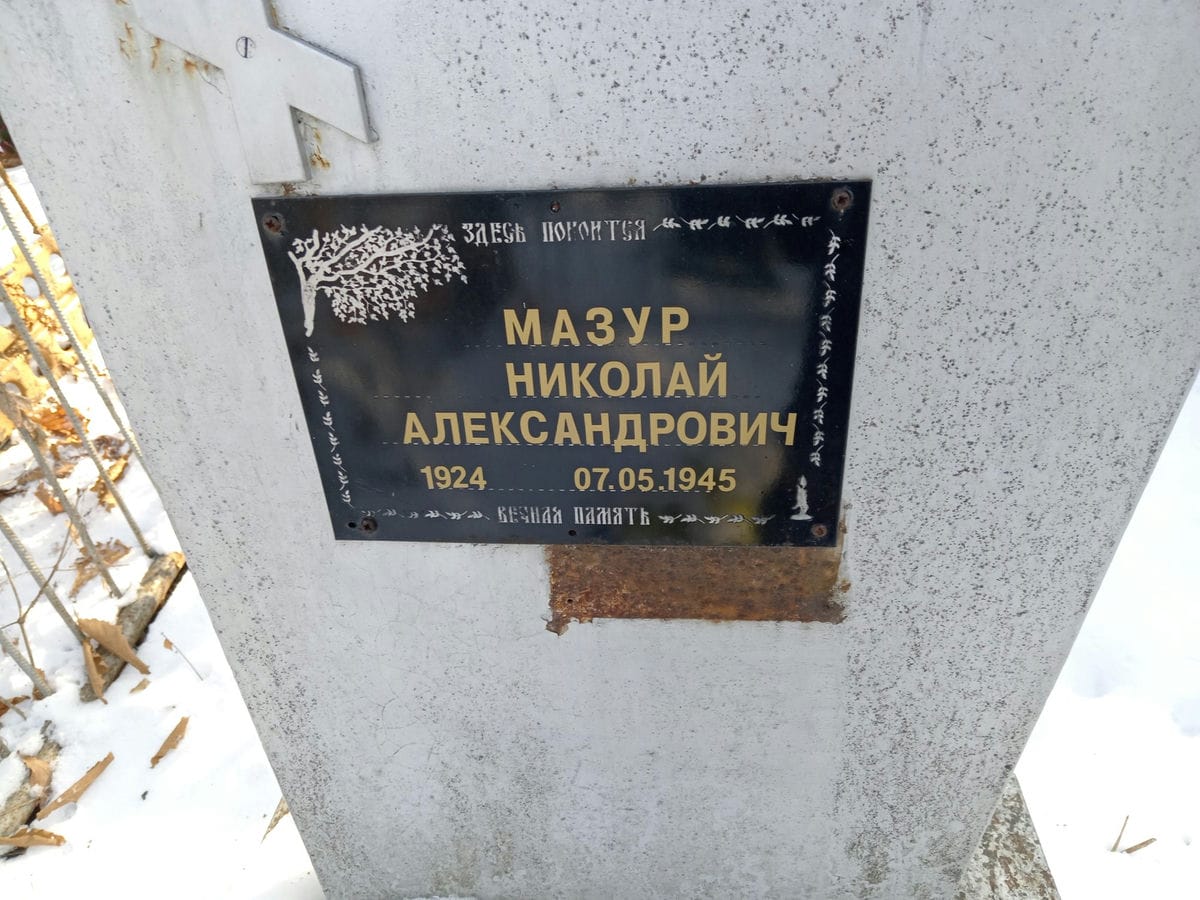 ЗДЕСЬ ПОКОИТСЯ
МАЗУР
НИКОЛАЙ
АЛЕКСАНДРОВИЧ
1924 07.05.1945
ВЕЧНАЯ ПАМЯТЬ